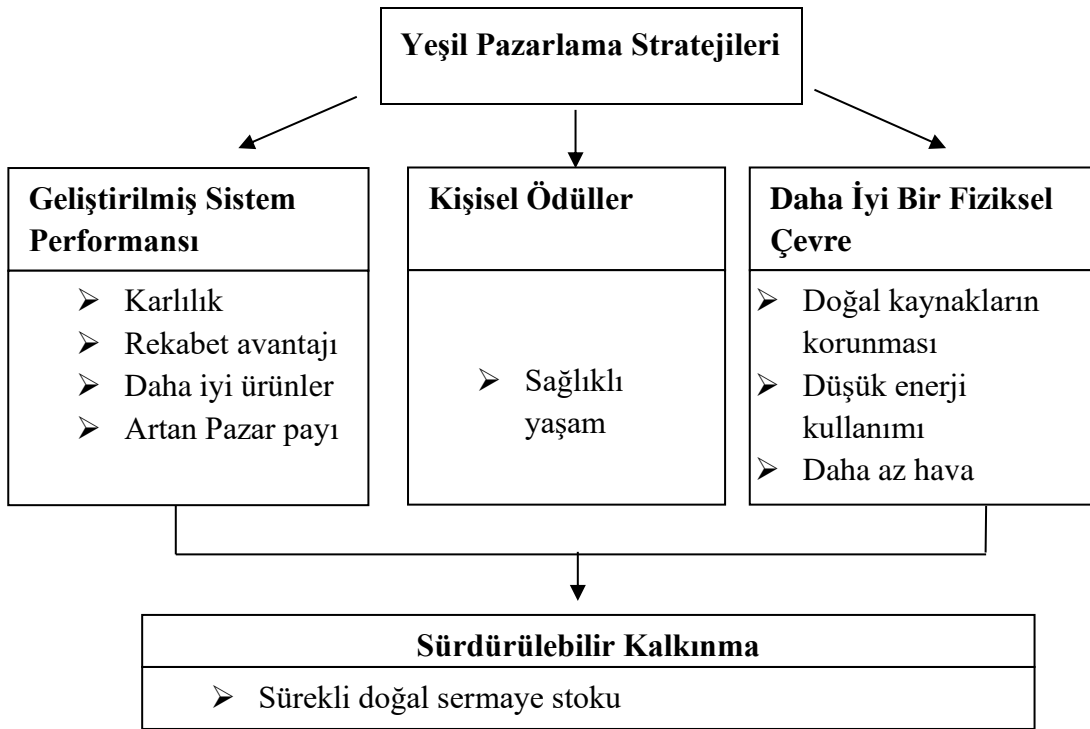 Yeşil Pazarlama Stratejileri
Geliştirilmiş Sistem
Performansı
➢ Karlılık
➢ Rekabet avantajı
➢ Daha iyi ürünler
➢ Artan Pazar payı
Kişisel Ödüller
➢ Sağlıklı
yaşam
Daha İyi Bir Fiziksel
Çevre
➢ Doğal kaynakların
korunması
➢ Düşük enerji
kullanımı
➢ Daha az hava
Sürdürülebilir Kalkınma
➢ Sürekli doğal sermaye stoku